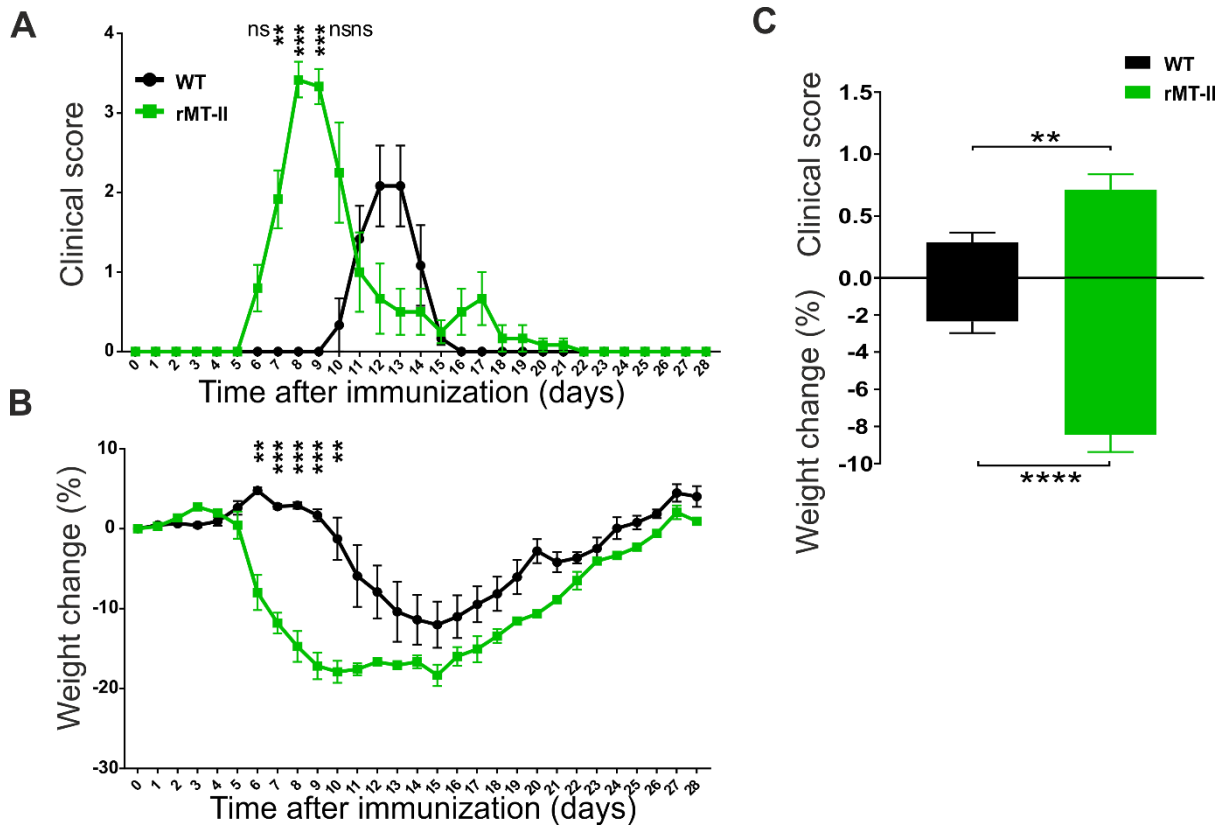 A
ns ** *** *** nsns
4
3
2
1
0
Clinical score
WT
rMT-II
0 1 2 3 4 5 6 7 8 9 10 11 12 13 14 15 16 17 18 19 20 21 22 23 24 25 26 27 28
Time after immunization (days)
B
** *** *** *** **
10
0
-10
-20
-30
Weight change (%)
0 1 2 3 4 5 6 7 8 9 10 11 12 13 14 15 16 17 18 19 20 21 22 23 24 25 26 27 28
Time after immunization (days)
C
WT
rMT-II
1.5
1.0
0.5
0.0
-2
-4
-6
-8
-10
Clinical score
Weight change (%)
**
****